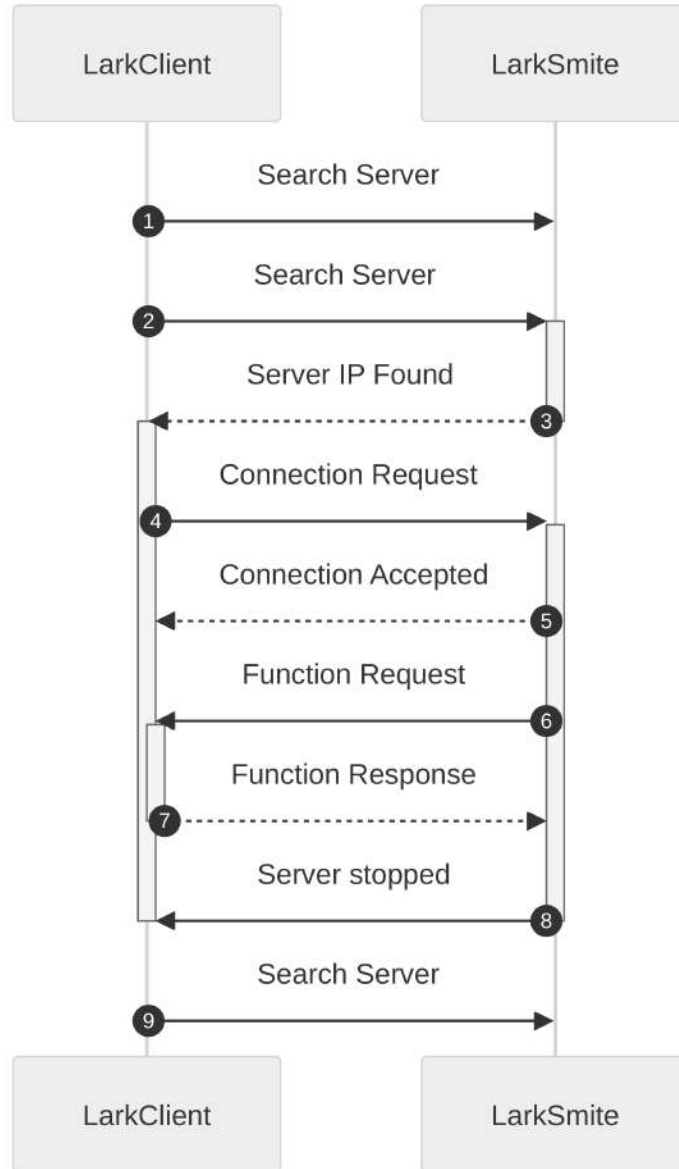 LarkClient
LarkSmite
Search Server
1
Search Server
2
Server IP Found
3
Connection Request
4
Connection Accepted
5
Function Request
6
Function Response
7
Server stopped
8
Search Server
9
LarkClient
LarkSmite